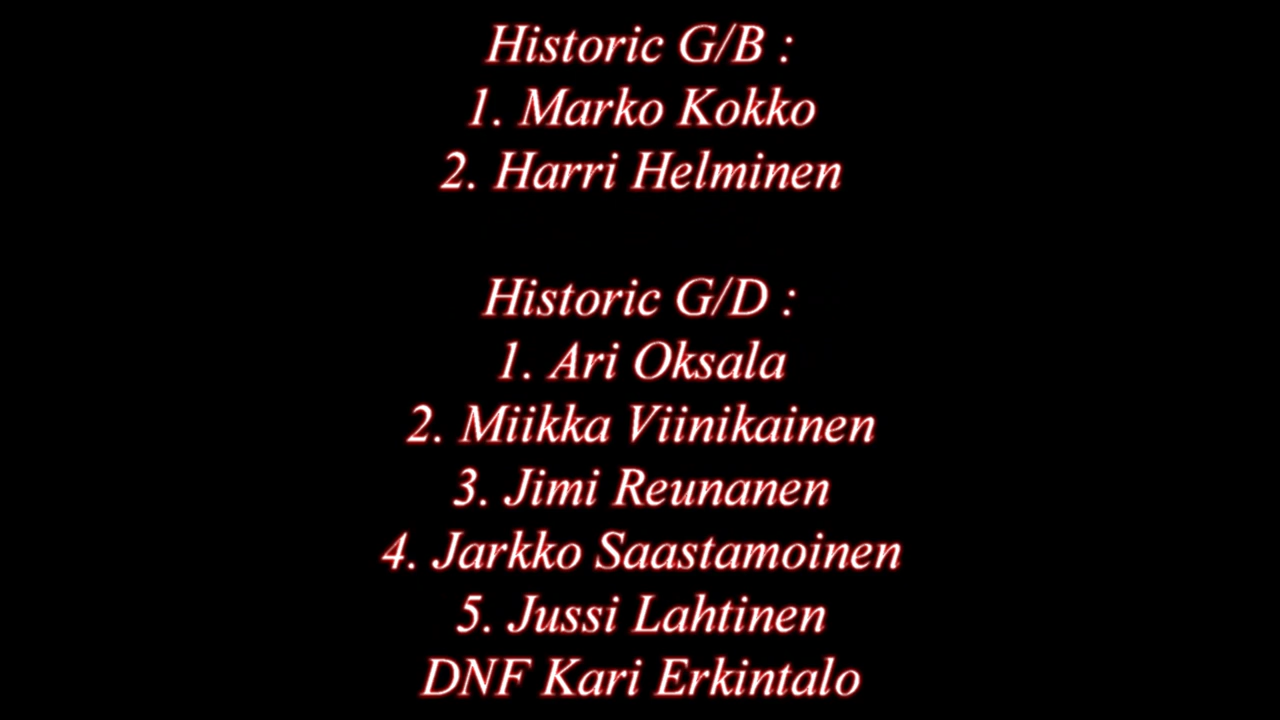 Historic G/B :
1. Marko Kokko
2. Harri Helminen
Historic G/D :
1. Ari Oksala
2. Miikka Viinikainen
3. Jimi Reunanen
4. Jarkko Saastamoinen
5. Jussi Lahtinen
DNF Kari Erkintalo